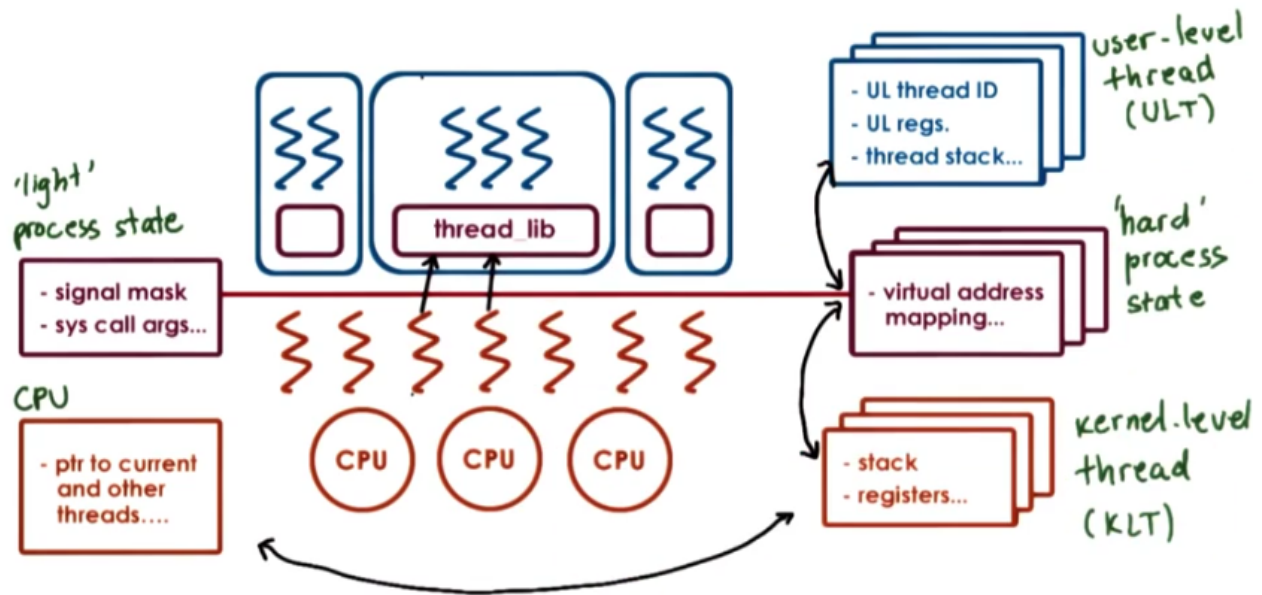 'light'
process state
- signal mask
- sys call args...
CPU
- ptr to current
and other
threads....
thread_lib
CPU
CPU
CPU
- UL thread ID
- UL regs.
- thread stack...
user-level
thread
(ULT)
- virtual address
mapping...
'hard'
process
state
- stack
- registers...
kernel-level
thread
(KLT)